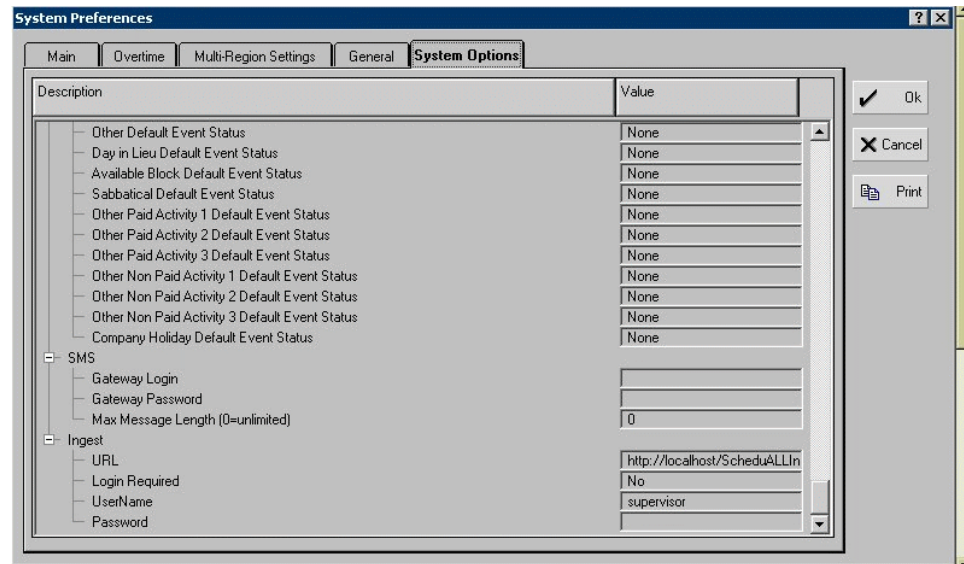 System Preferences
Main Overtime Multi-Region Settings General System Options
Description Value
Ok
Cancel
Print
Other Default Event Status None
Day in Lieu Default Event Status None
Available Block Default Event Status None
Sabbatical Default Event Status None
Other Paid Activity 1 Default Event Status None
Other Paid Activity 2 Default Event Status None
Other Paid Activity 3 Default Event Status None
Other Non Paid Activity 1 Default Event Status None
Other Non Paid Activity 2 Default Event Status None
Other Non Paid Activity 3 Default Event Status None
Company Holiday Default Event Status None
SMS
Gateway Login
Gateway Password
Max Message Length (0=unlimited) 0
Ingest
URL http://localhost/ScheduALLIn
Login Required No
UserName supervisor
Password